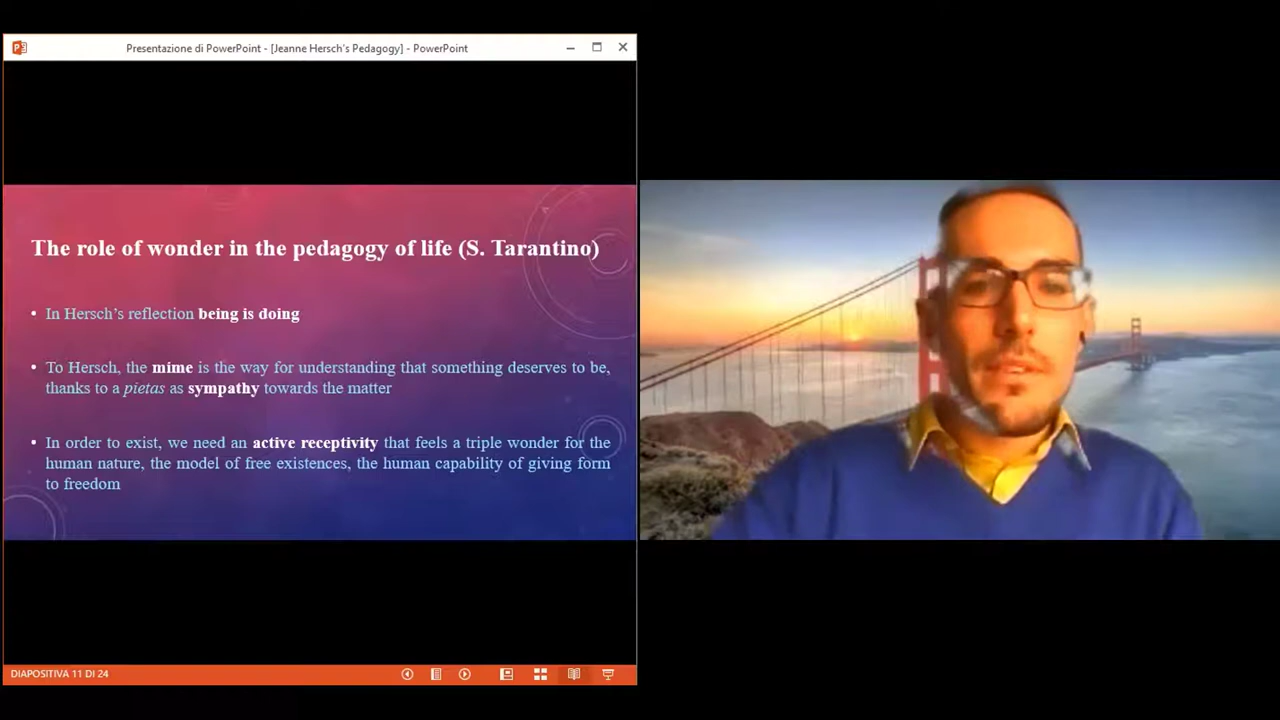 Presentazione di PowerPoint - [Jeanne Hersch's Pedagogy] - PowerPoint
The role of wonder in the pedagogy of life (S. Tarantino)
• In Hersch's reflection being is doing
• To Hersch, the mime is the way for understanding that something deserves to be,
thanks to a pietas as sympathy towards the matter
• In order to exist, we need an active receptivity that feels a triple wonder for the
human nature, the model of free existences, the human capability of giving form
to freedom
DIAPOSITIVA 11 DI 24